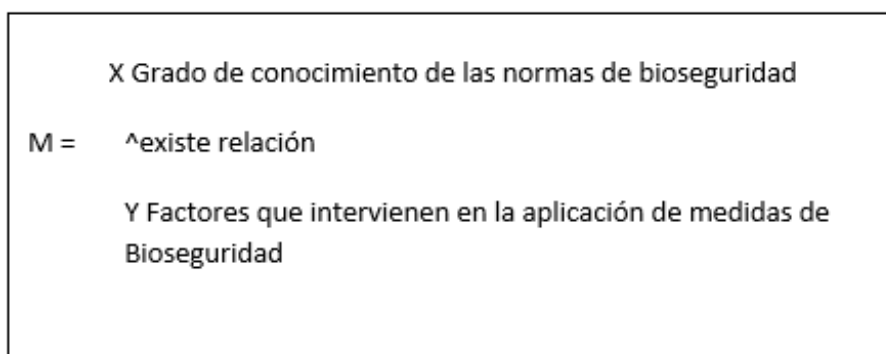 X Grado de conocimiento de las normas de bioseguridad
M = ^existe relación
Y Factores que intervienen en la aplicación de medidas de
Bioseguridad